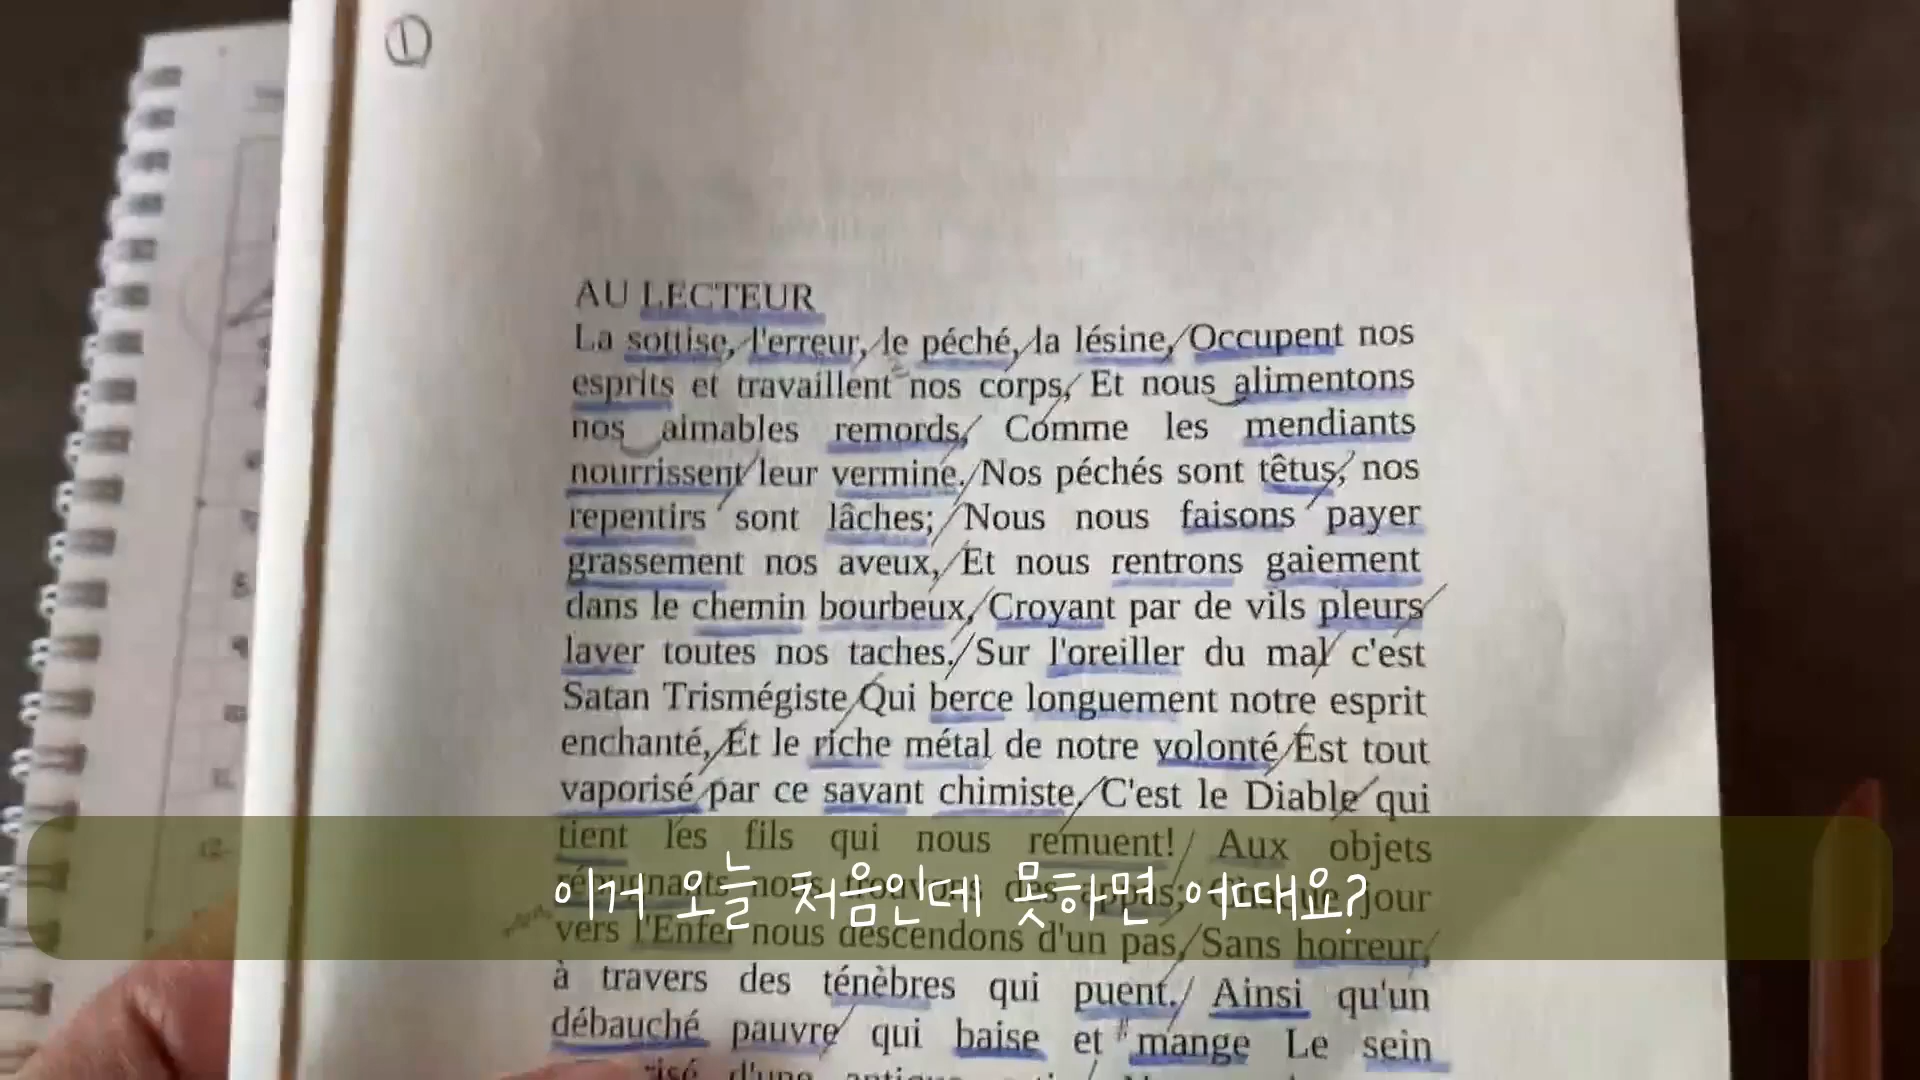 ①
AU LECTEUR
La sottise, l'erreur, le péché, la lésine, Occupent nos
esprits et travaillent nos corps, Et nous alimentons
nos aimables remords, Comme les mendiants
nourrissent leur vermine. Nos péchés sont têtus, nos
repentirs sont lâches; Nous nous faisons payer
grassement nos aveux, Et nous rentrons gaiement
dans le chemin bourbeux, Croyant par de vils pleurs
laver toutes nos taches. Sur l'oreiller du mal c'est
Satan Trismégiste Qui berce longuement notre esprit
enchanté, Et le riche métal de notre volonté Est tout
vaporisé par ce savant chimiste. C'est le Diable qui
tient les fils qui nous remuent! Aux objets
répugnants nous trouvons des appas; jour
이거 오늘 처음인데 못하면 어때요?
vers l'Enfer nous descendons d'un pas, Sans horreur,
à travers des ténèbres qui puent. Ainsi qu'un
débauché pauvre qui baise et mange Le sein
d'une